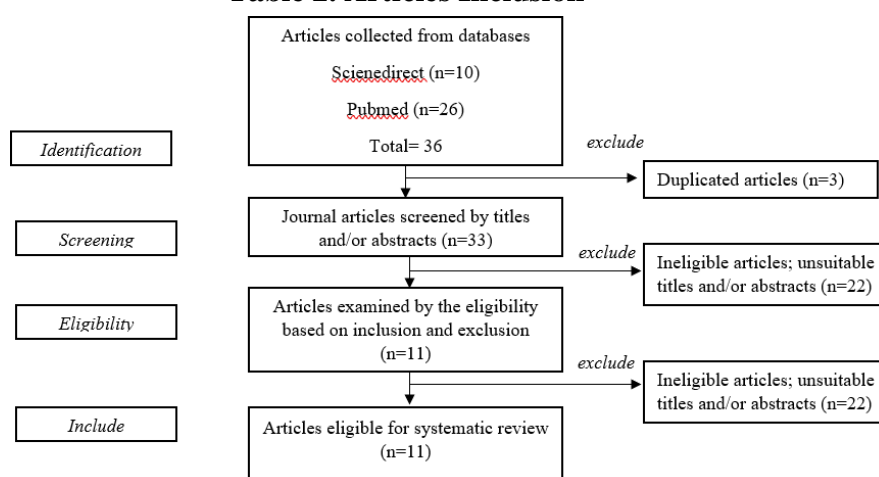 Table 2. Articles Inclusion
Articles collected from databases
Scienedirect (n=10)
Pubmed (n=26)
Total= 36
Identification
exclude
Duplicated articles (n=3)
Journal articles screened by titles
and/or abstracts (n=33)
Screening
exclude
Ineligible articles; unsuitable
titles and/or abstracts (n=22)
Articles examined by the eligibility
based on inclusion and exclusion
(n=11)
Eligibility
exclude
Ineligible articles; unsuitable
titles and/or abstracts (n=22)
Include
Articles eligible for systematic review
(n=11)